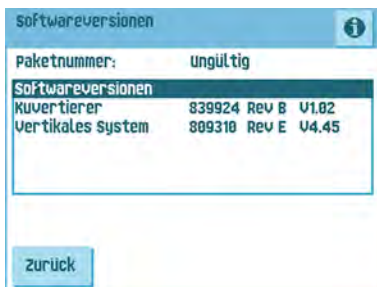 Softwareversionen
Paketnummer: Ungültig
Softwareversionen
Kuvertierer 839924 Rev B V1.02
Vertikales System 809310 Rev E V4.45
Zurück